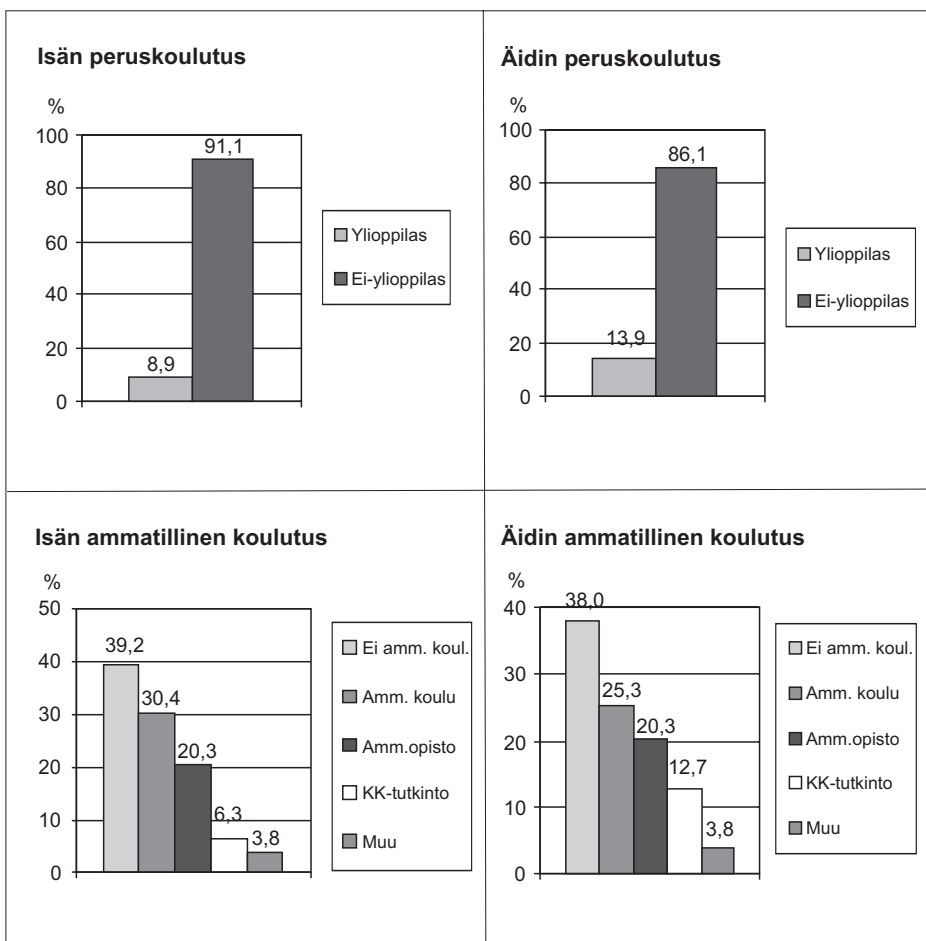 Isän peruskoulutus
%
100
80
60
40
20
0
91,1
8,9
Ylioppilas
Ei-ylioppilas
Äidin peruskoulutus
%
100
80
60
40
20
0
86,1
13,9
Ylioppilas
Ei-ylioppilas
Isän ammatillinen koulutus
%
50
40
30
20
10
0
39,2
30,4
20,3
6,3
3,8
Ei amm. koul.
Amm. koulu
Amm.opisto
KK-tutkinto
Muu
Äidin ammatillinen koulutus
%
40
30
20
10
0
38,0
25,3
20,3
12,7
3,8
Ei amm. koul.
Amm. koulu
Amm.opisto
KK-tutkinto
Muu